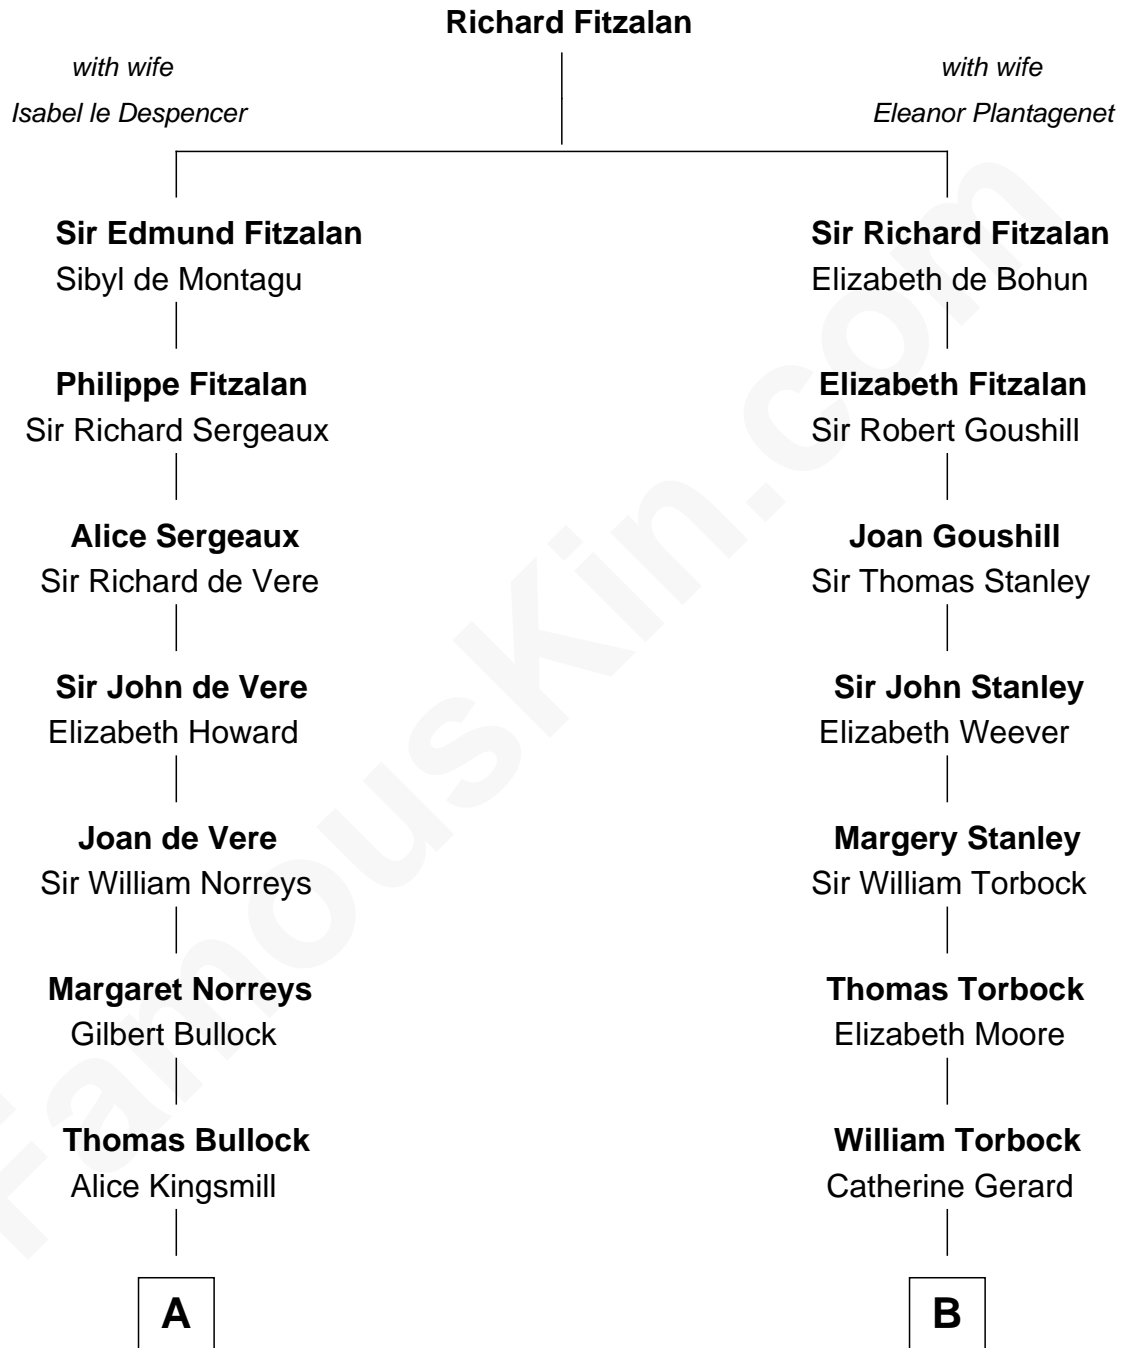 Richard Fitzalan
with wife
Isabel le Despencer
with wife
Eleanor Plantagenet
Sir Edmund Fitzalan
Sibyl de Montagu
Sir Richard Fitzalan
Elizabeth de Bohun
Philippe Fitzalan
Sir Richard Sergeaux
Elizabeth Fitzalan
Sir Robert Goushill
Alice Sergeaux
Sir Richard de Vere
Joan Goushill
Sir Thomas Stanley
Sir John de Vere
Elizabeth Howard
Sir John Stanley
Elizabeth Weever
Joan de Vere
Sir William Norreys
Margery Stanley
Sir William Torbock
Margaret Norreys
Gilbert Bullock
Thomas Torbock
Elizabeth Moore
Thomas Bullock
Alice Kingsmill
William Torbock
Catherine Gerard
A
B
FamousKin.com